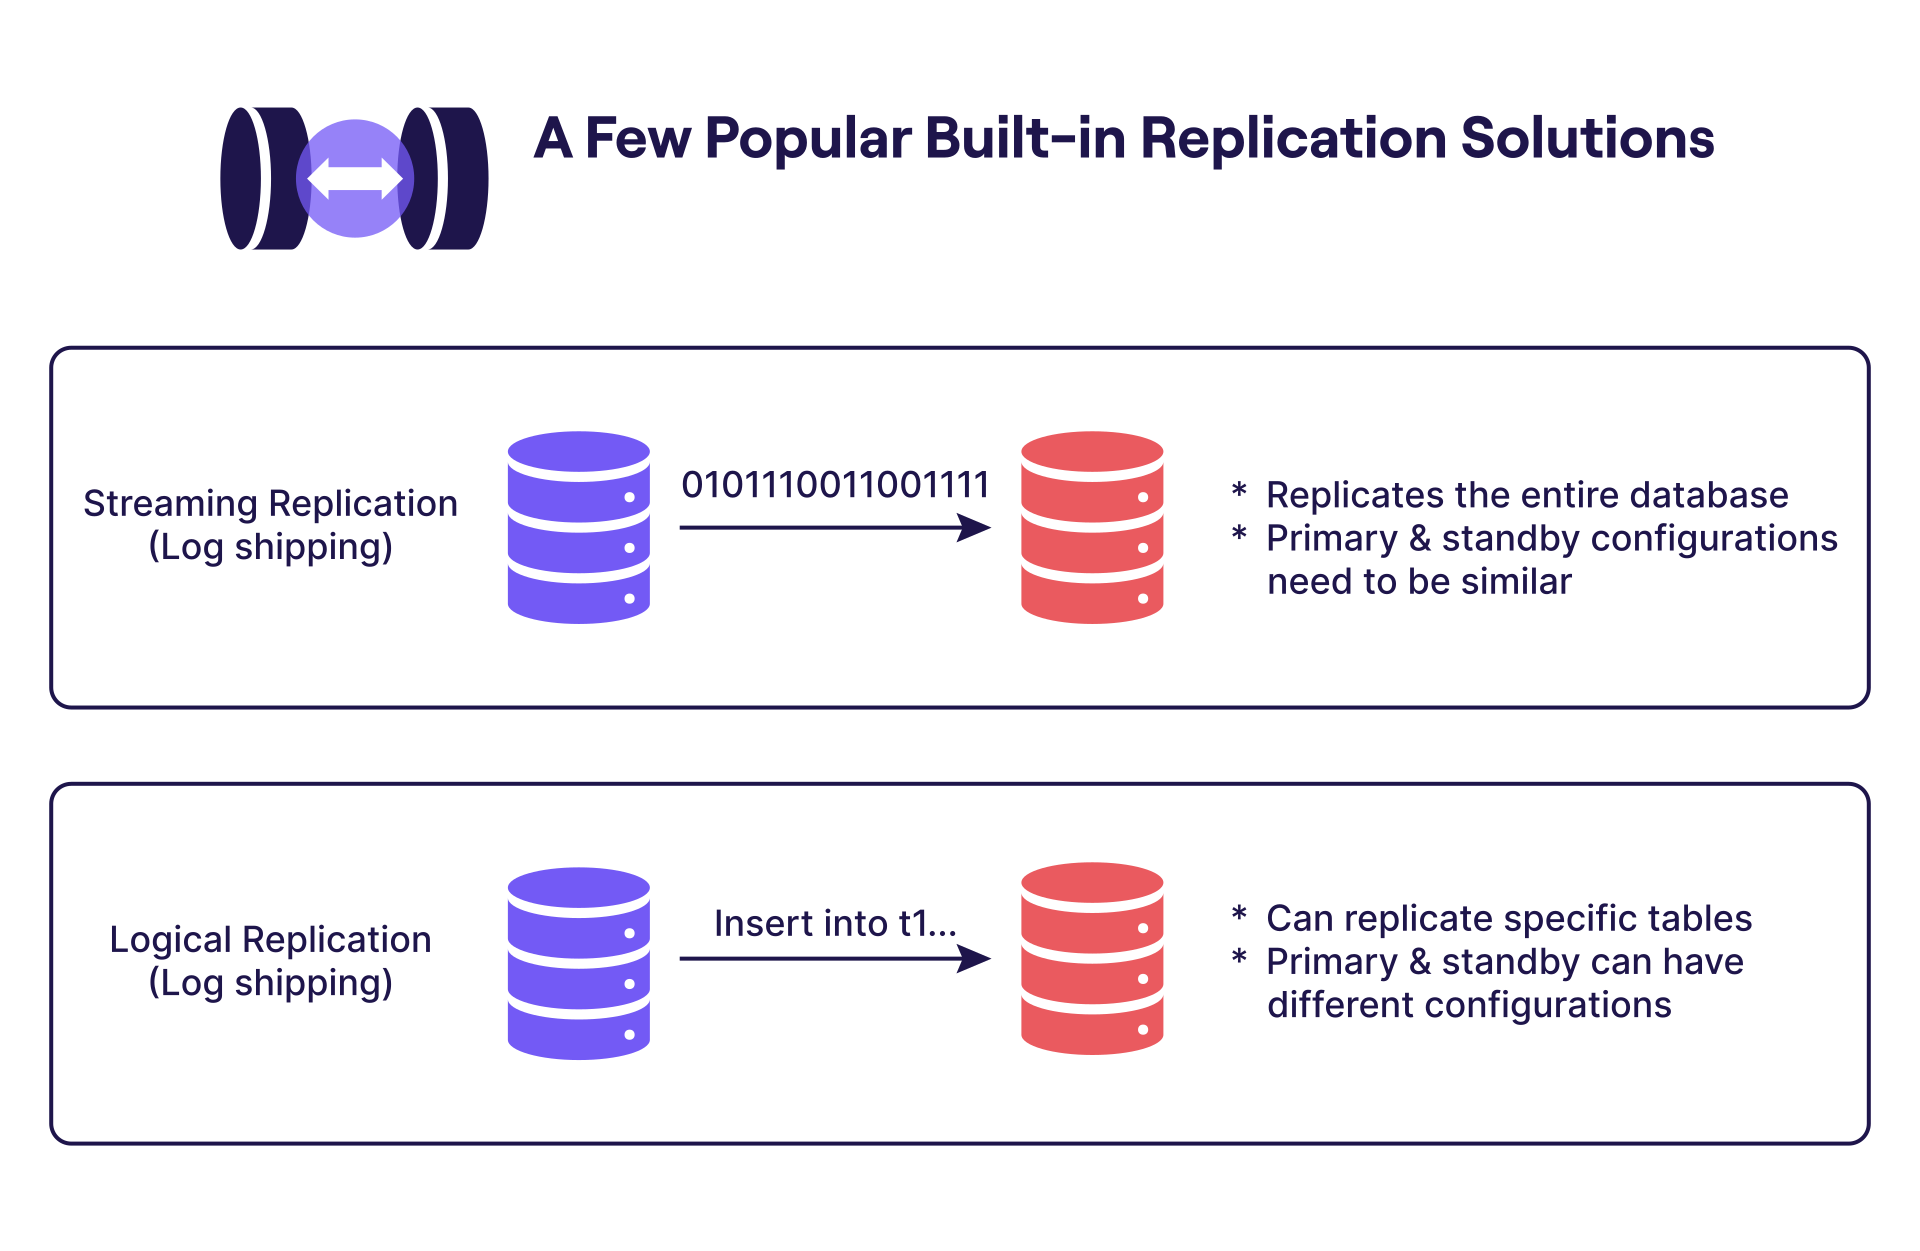 A Few Popular Built-in Replication Solutions
Streaming Replication
(Log shipping)
0101110011001111
* Replicates the entire database
* Primary & standby configurations
need to be similar
Logical Replication
(Log shipping)
Insert into t1...
* Can replicate specific tables
* Primary & standby can have
different configurations